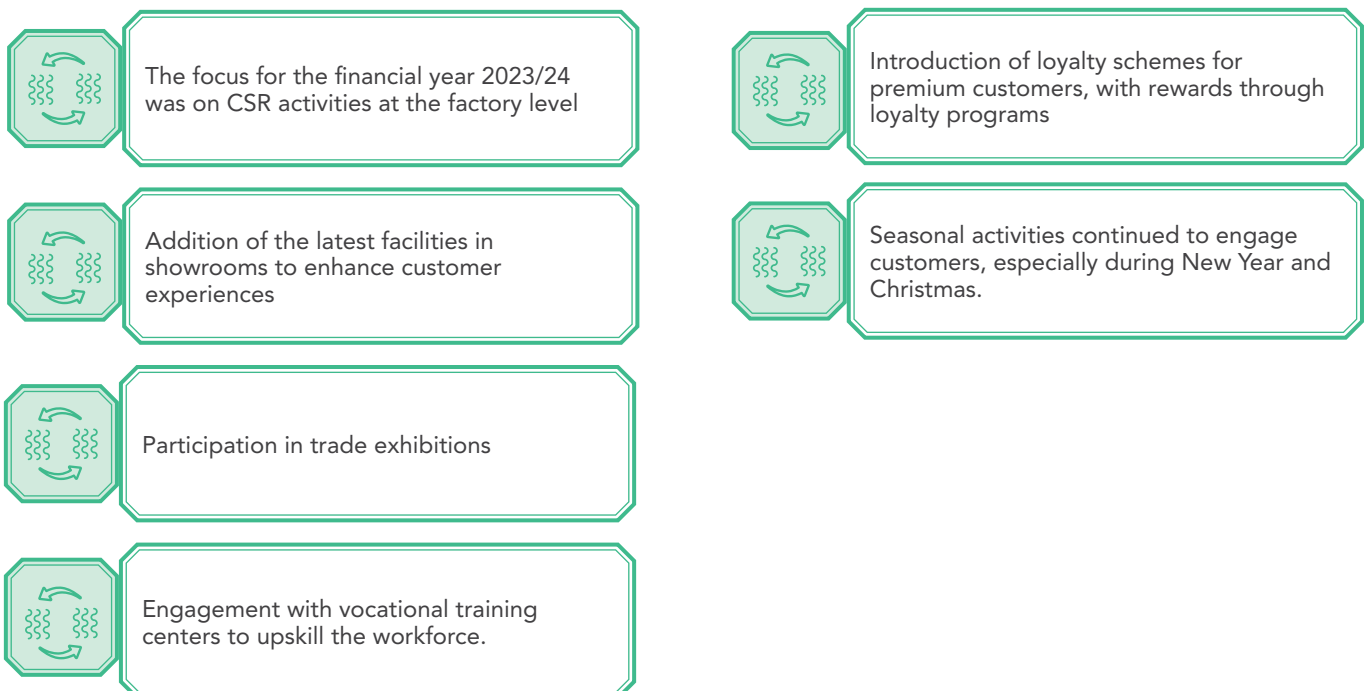 The focus for the financial year 2023/24
was on CSR activities at the factory level
Addition of the latest facilities in
showrooms to enhance customer
experiences
Participation in trade exhibitions
Engagement with vocational training
centers to upskill the workforce.
Introduction of loyalty schemes for
premium customers, with rewards through
loyalty programs
Seasonal activities continued to engage
customers, especially during New Year and
Christmas.